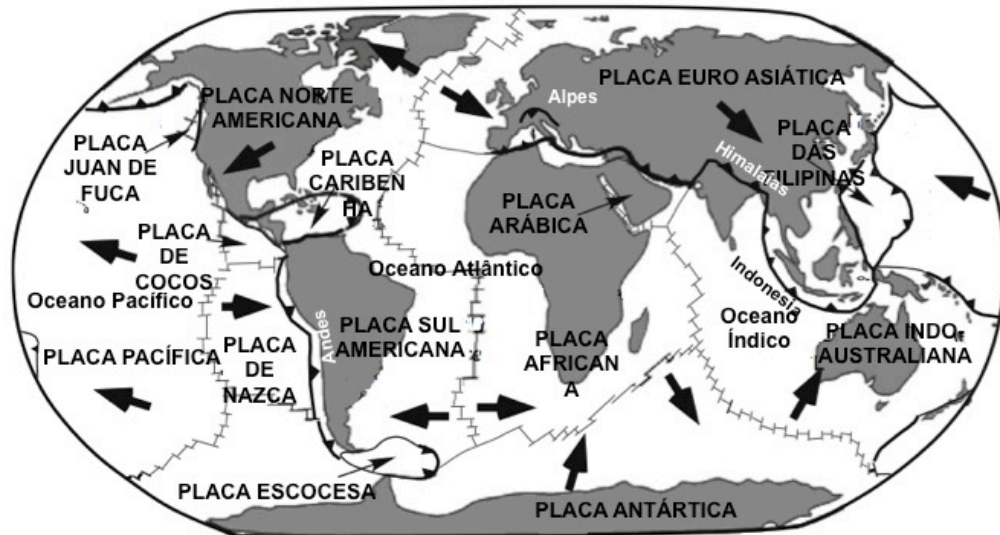 PLACA NORTE
AMERICANA
PLACA
JUAN DE
FUCA
PLACA
CARIBEN
HA
Alpes
PLACA EURO ASIÁTICA
PLACA
DAS
FILIPINAS
Himalaías
PLACA
ARÁBICA
PLACA
DE
COCOS
Oceano Pacífico
Oceano Atlântico
Indonesía
Oceano
Índico
PLACA PACÍFICA
PLACA
DE
NAZCA
Andes
PLACA SUL
AMERICANA
PLACA
AFRICAN
A
PLACA INDO-
AUSTRALIANA
PLACA ESCOCESA
PLACA ANTÁRTICA